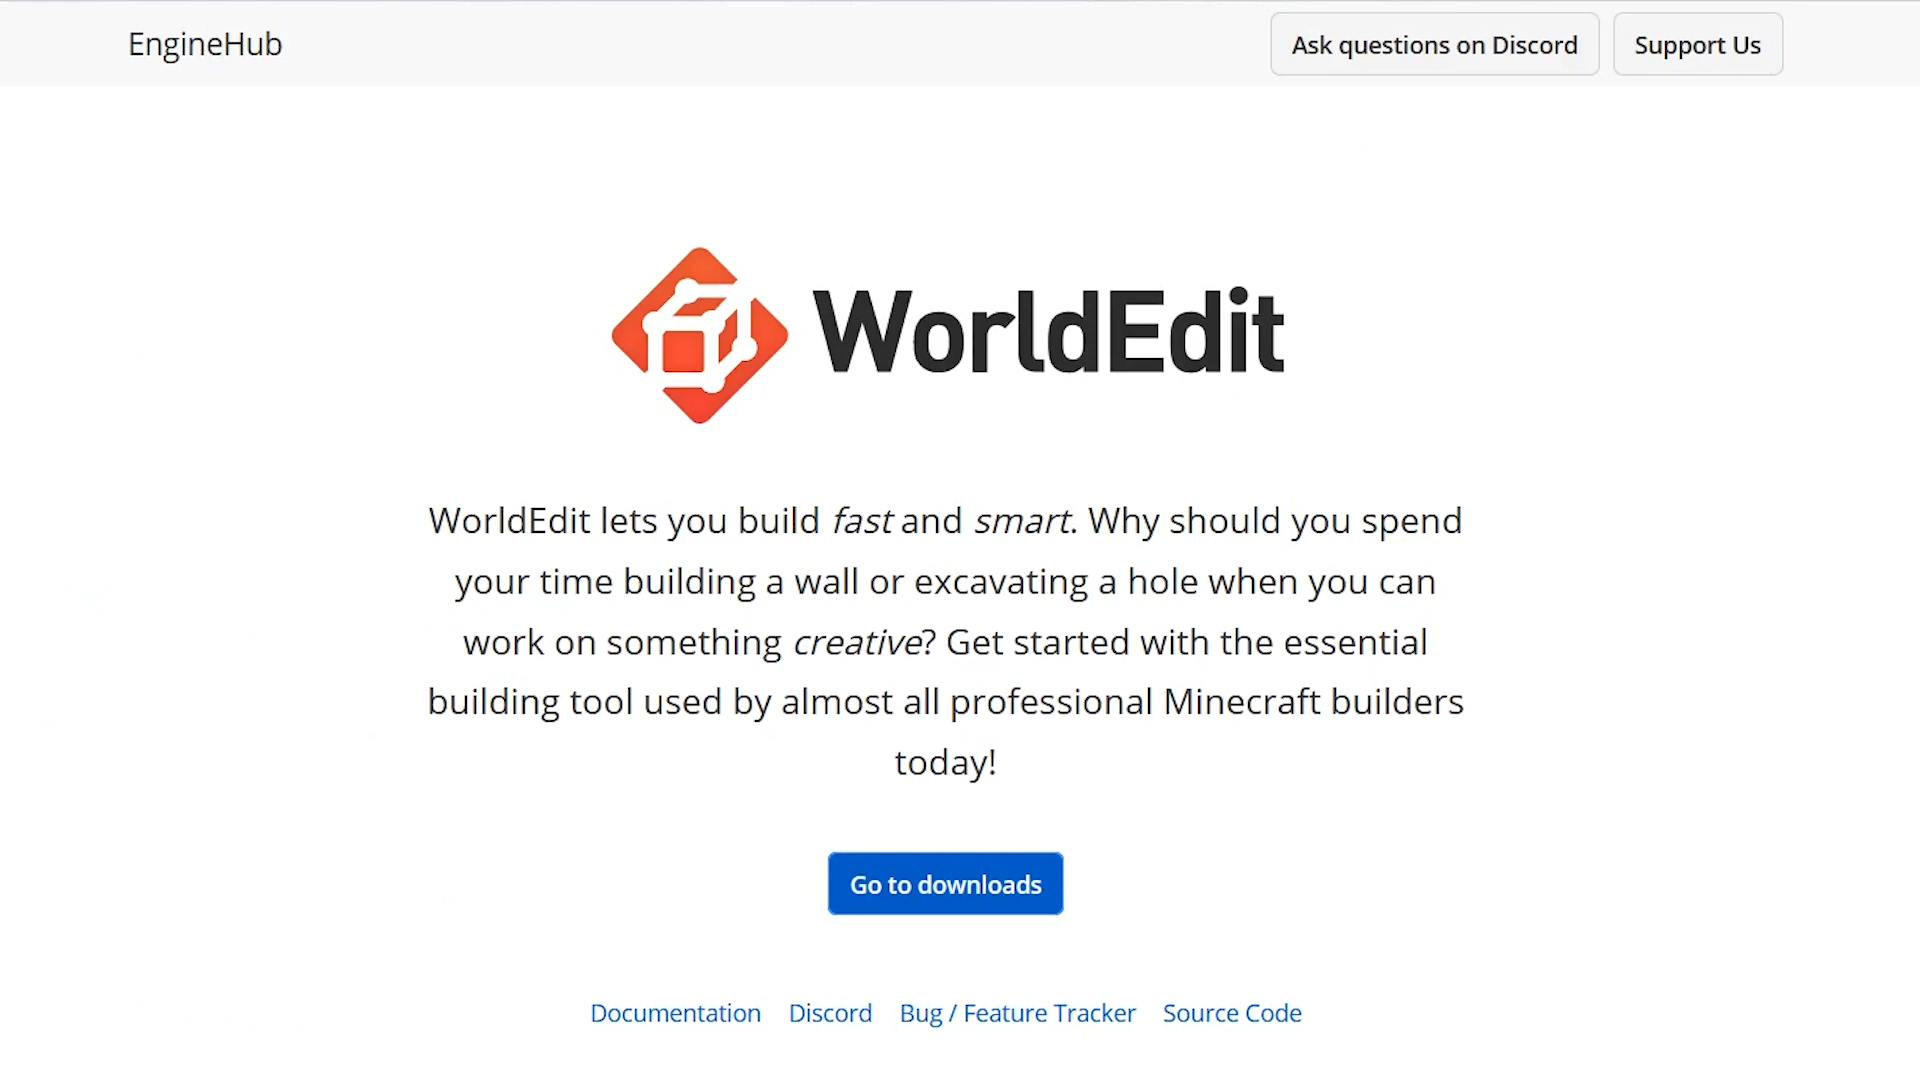 EngineHub
Ask questions on Discord
Support Us
WorldEdit
WorldEdit lets you build fast and smart. Why should you spend
your time building a wall or excavating a hole when you can
work on something creative? Get started with the essential
building tool used by almost all professional Minecraft builders
today!
Go to downloads
Documentation
Discord
Bug / Feature Tracker
Source Code